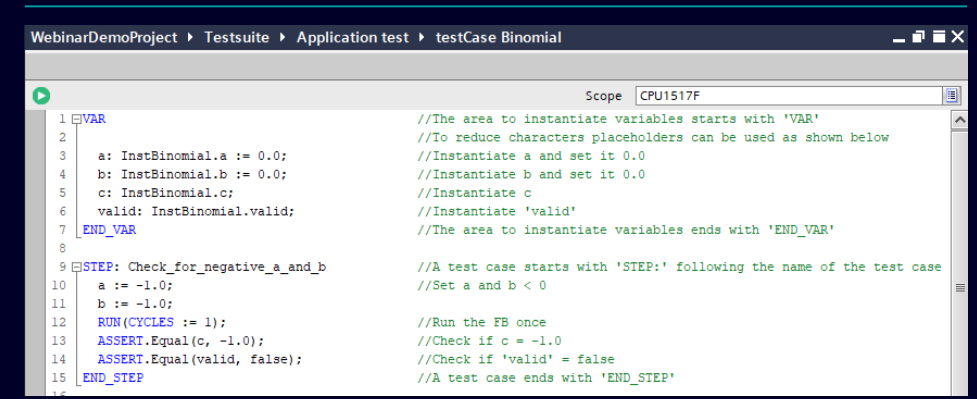 WebinarDemoProject ▸ Testsuite ▸ Application test ▸ testCase Binomial
Scope CPU1517F
1 VAR //The area to instantiate variables starts with 'VAR'
2 //To reduce characters placeholders can be used as shown below
3 a: InstBinomial.a := 0.0; //Instantiate a and set it 0.0
4 b: InstBinomial.b := 0.0; //Instantiate b and set it 0.0
5 c: InstBinomial.c; //Instantiate c
6 valid: InstBinomial.valid; //Instantiate 'valid'
7 END_VAR //The area to instantiate variables ends with 'END_VAR'
8
9 STEP: Check_for_negative_a_and_b //A test case starts with 'STEP:' following the name of the test case
10 a := -1.0; //Set a and b < 0
11 b := -1.0;
12 RUN(CYCLES := 1); //Run the FB once
13 ASSERT.Equal(c, -1.0); //Check if c = -1.0
14 ASSERT.Equal(valid, false); //Check if 'valid' = false
15 END_STEP //A test case ends with 'END_STEP'
16